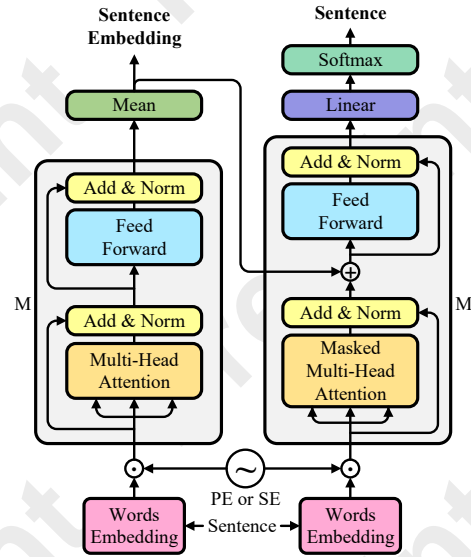 Sentence
Embedding
Mean
Add & Norm
Feed
Forward
M
Add & Norm
Multi-Head
Attention
Words
Embedding
Sentence
Softmax
Linear
Add & Norm
Feed
Forward
+
M
Add & Norm
Masked
Multi-Head
Attention
~
PE or SE
Sentence
Words
Embedding